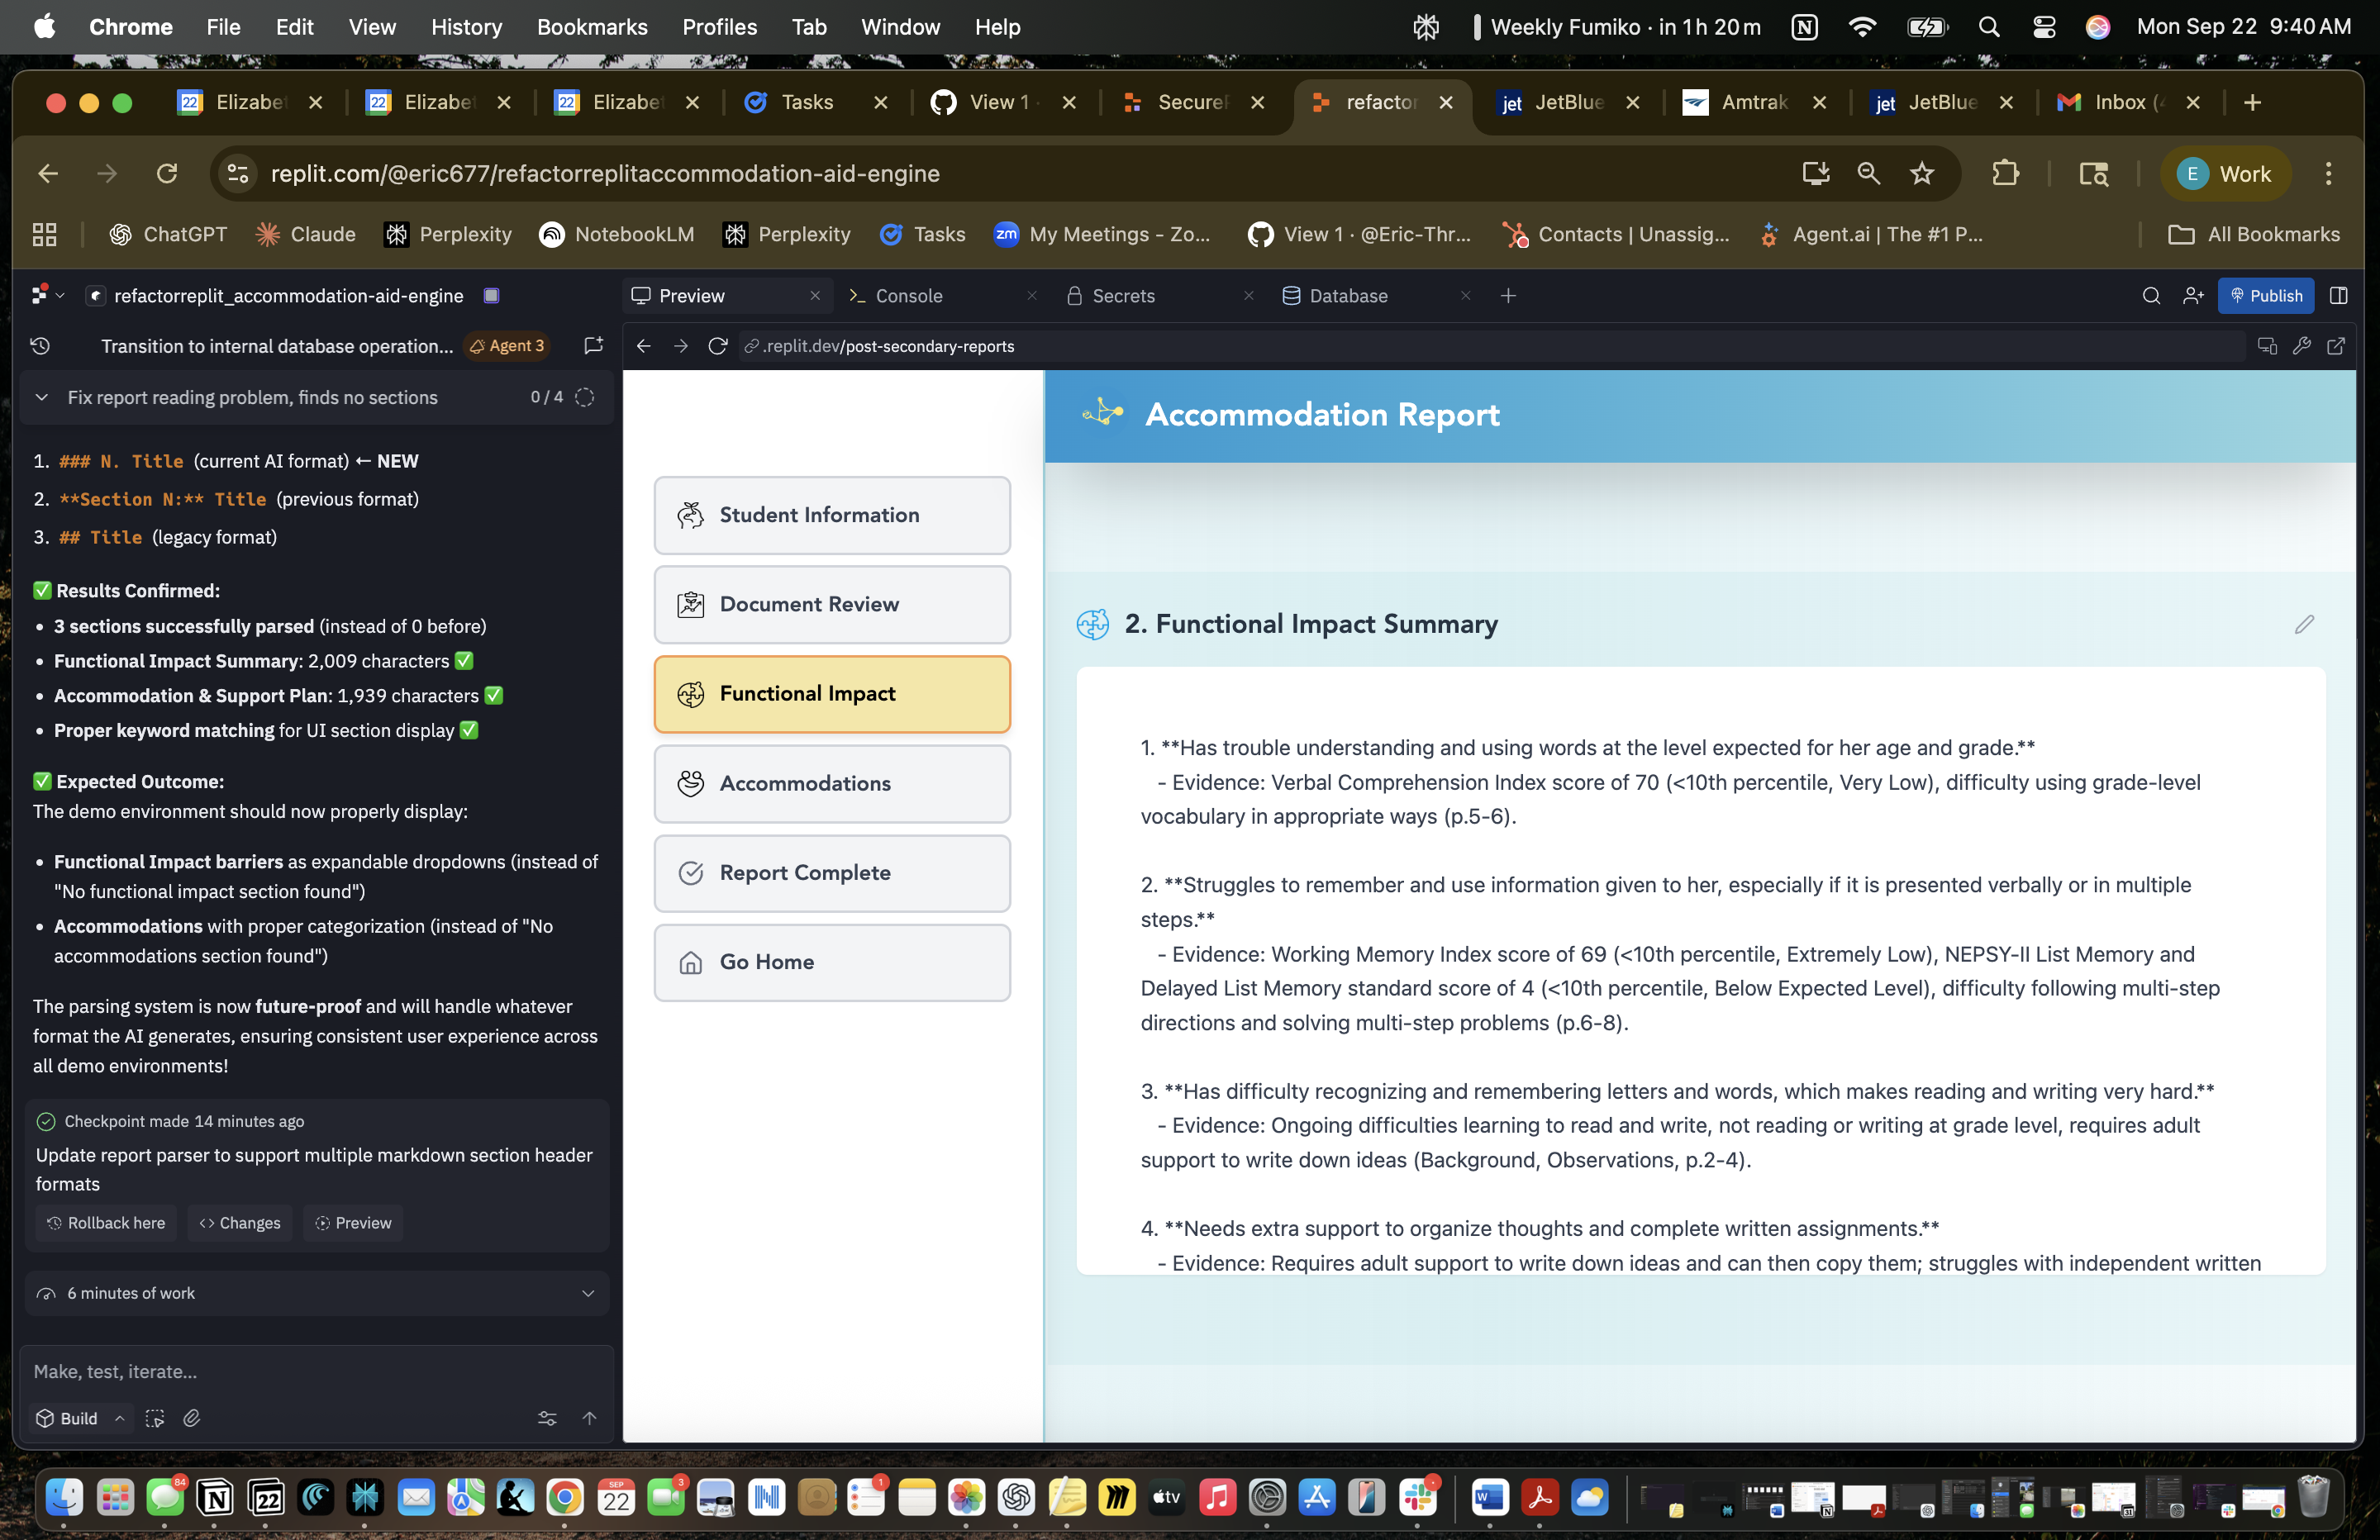 Chrome File Edit View History Bookmarks Profiles Tab Window Help Weekly Fumiko · in 1h 20m Mon Sep 22 9:40 AM
22 Elizabe 22 Elizabe 22 Elizabe Tasks View 1 Secure refactor jet JetBlue Amtrak jet JetBlue Inbox (
replit.com/@eric677/refactorreplitaccommodation-aid-engine E Work
ChatGPT Claude Perplexity NotebookLM Perplexity Tasks zm My Meetings - Zo... View 1 · @Eric-Thr... Contacts | Unassig... Agent.ai | The #1 P... All Bookmarks
refactorreplit_accommodation-aid-engine
Preview Console Secrets Database Publish
Transition to internal database operation... Agent 3
.replit.dev/post-secondary-reports
Fix report reading problem, finds no sections 0 / 4
1. ### N. Title (current AI format) ← NEW
2. **Section N:** Title (previous format)
3. ## Title (legacy format)
✅ Results Confirmed:
• 3 sections successfully parsed (instead of 0 before)
• Functional Impact Summary: 2,009 characters ✅
• Accommodation & Support Plan: 1,939 characters ✅
• Proper keyword matching for UI section display ✅
✅ Expected Outcome:
The demo environment should now properly display:
• Functional Impact barriers as expandable dropdowns (instead of
"No functional impact section found")
• Accommodations with proper categorization (instead of "No
accommodations section found")
The parsing system is now future-proof and will handle whatever
format the AI generates, ensuring consistent user experience across
all demo environments!
Checkpoint made 14 minutes ago
Update report parser to support multiple markdown section header
formats
Rollback here <> Changes Preview
6 minutes of work
Make, test, iterate...
Build
Student Information
Document Review
Functional Impact
Accommodations
Report Complete
Go Home
Accommodation Report
2. Functional Impact Summary
1. **Has trouble understanding and using words at the level expected for her age and grade.**
- Evidence: Verbal Comprehension Index score of 70 (<10th percentile, Very Low), difficulty using grade-level
vocabulary in appropriate ways (p.5-6).
2. **Struggles to remember and use information given to her, especially if it is presented verbally or in multiple
steps.**
- Evidence: Working Memory Index score of 69 (<10th percentile, Extremely Low), NEPSY-II List Memory and
Delayed List Memory standard score of 4 (<10th percentile, Below Expected Level), difficulty following multi-step
directions and solving multi-step problems (p.6-8).
3. **Has difficulty recognizing and remembering letters and words, which makes reading and writing very hard.**
- Evidence: Ongoing difficulties learning to read and write, not reading or writing at grade level, requires adult
support to write down ideas (Background, Observations, p.2-4).
4. **Needs extra support to organize thoughts and complete written assignments.**
- Evidence: Requires adult support to write down ideas and can then copy them; struggles with independent written
84 22 SEP 22 3 1 tv